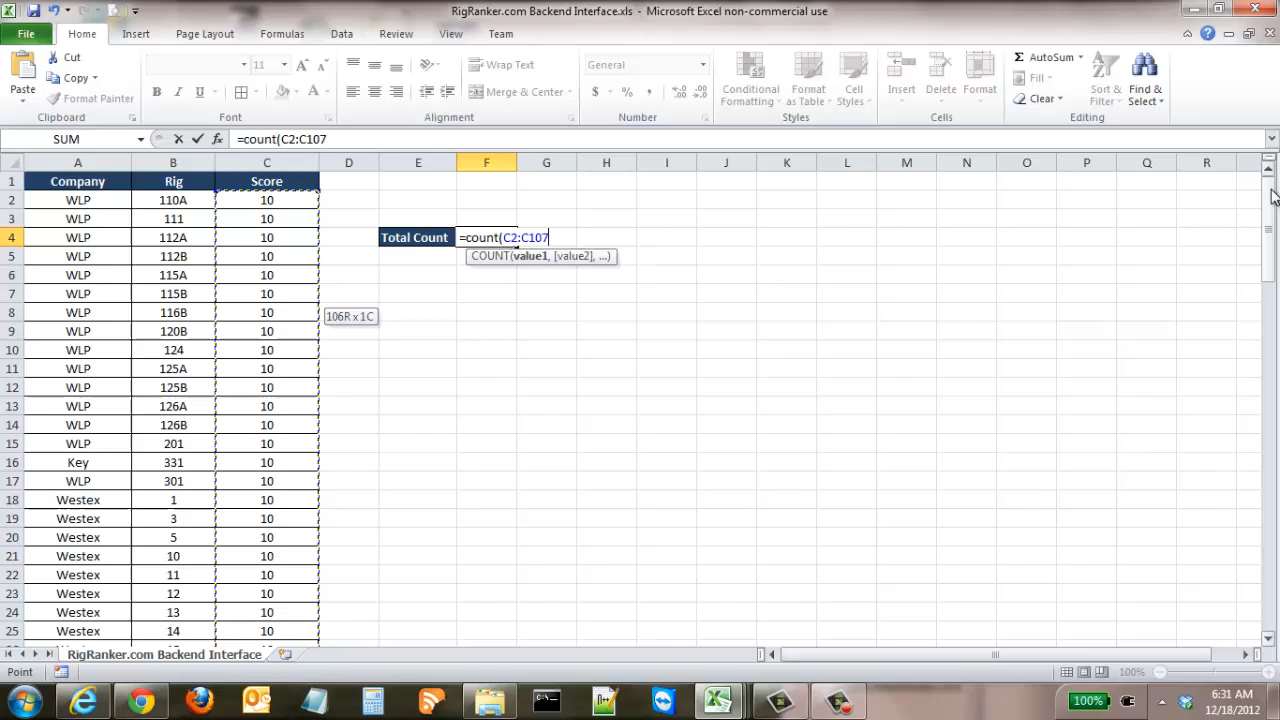 RigRanker.com Backend Interface.xls - Microsoft Excel non-commercial use
File Home Insert Page Layout Formulas Data Review View Team
Paste Cut Copy Format Painter Clipboard
11 Font
Wrap Text Merge & Center Alignment
General $ % , Number
Conditional Formatting Format as Table Cell Styles Styles
Insert Delete Format Cells
AutoSum Fill Clear Sort & Filter Find & Select Editing
SUM fx =count(C2:C107
A B C D E F G H I J K L M N O P Q R
1 Company Rig Score
2 WLP 110A 10
3 WLP 111 10
4 WLP 112A 10 Total Count =count(C2:C107
5 WLP 112B 10 COUNT(value1, [value2], ...)
6 WLP 115A 10
7 WLP 115B 10
8 WLP 116B 10 106R x 1C
9 WLP 120B 10
10 WLP 124 10
11 WLP 125A 10
12 WLP 125B 10
13 WLP 126A 10
14 WLP 126B 10
15 WLP 201 10
16 Key 331 10
17 WLP 301 10
18 Westex 1 10
19 Westex 3 10
20 Westex 5 10
21 Westex 10 10
22 Westex 11 10
23 Westex 12 10
24 Westex 13 10
25 Westex 14 10
RigRanker.com Backend Interface
Point 100%
100% 6:31 AM
12/18/2012